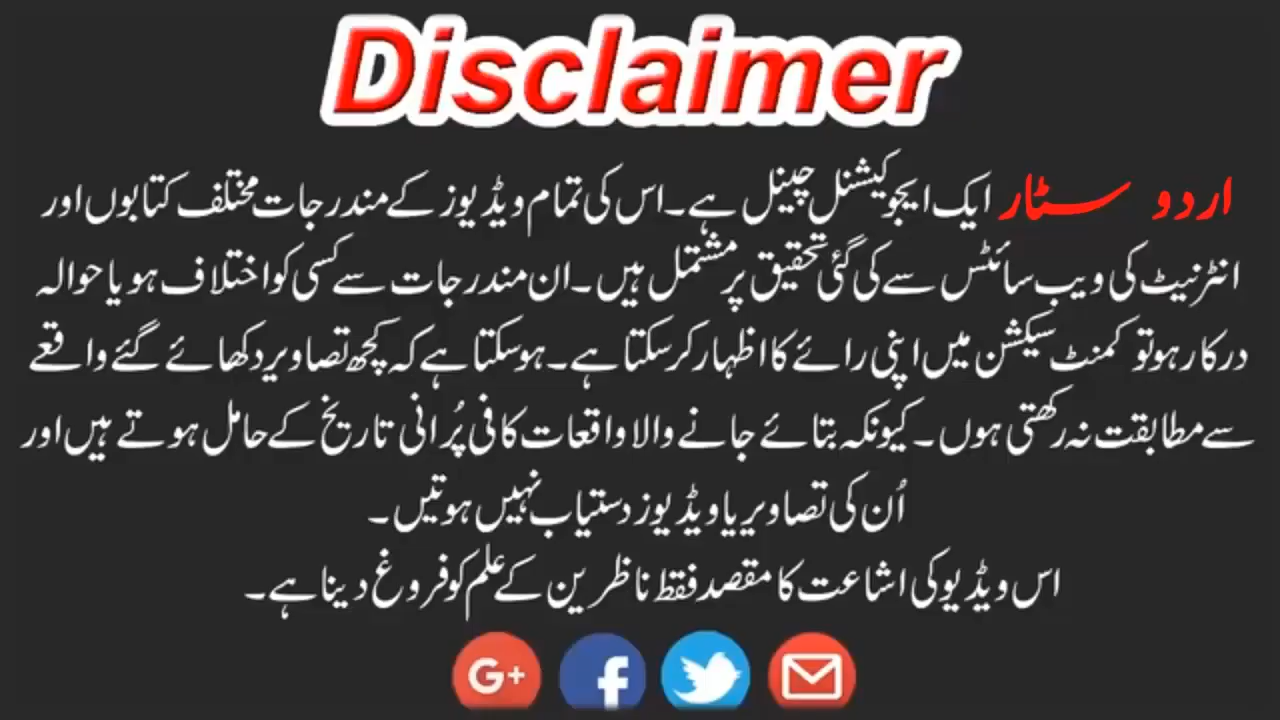 Disclaimer
اردو سٹار ایک ایجوکیشنل چینل ہے۔ اس کی تمام ویڈیوز کے مندرجات مختلف کتابوں اور
انٹرنیٹ کی ویب سائٹس سے کی گئی تحقیق پر مشتمل ہیں۔ ان مندرجات سے کسی کو اختلاف ہو یا حوالہ
درکار ہو تو کمنٹ سیکشن میں اپنی رائے کا اظہار کر سکتا ہے۔ ہو سکتا ہے کہ کچھ تصاویر دکھائے گئے واقعے
سے مطابقت نہ رکھتی ہوں۔ کیونکہ بتائے جانے والا واقعات کافی پُرانی تاریخ کے حامل ہوتے ہیں اور
اُن کی تصاویر یا ویڈیوز دستیاب نہیں ہوتیں۔
اس ویڈیو کی اشاعت کا مقصد فقط ناظرین کے علم کو فروغ دینا ہے۔
G+ f